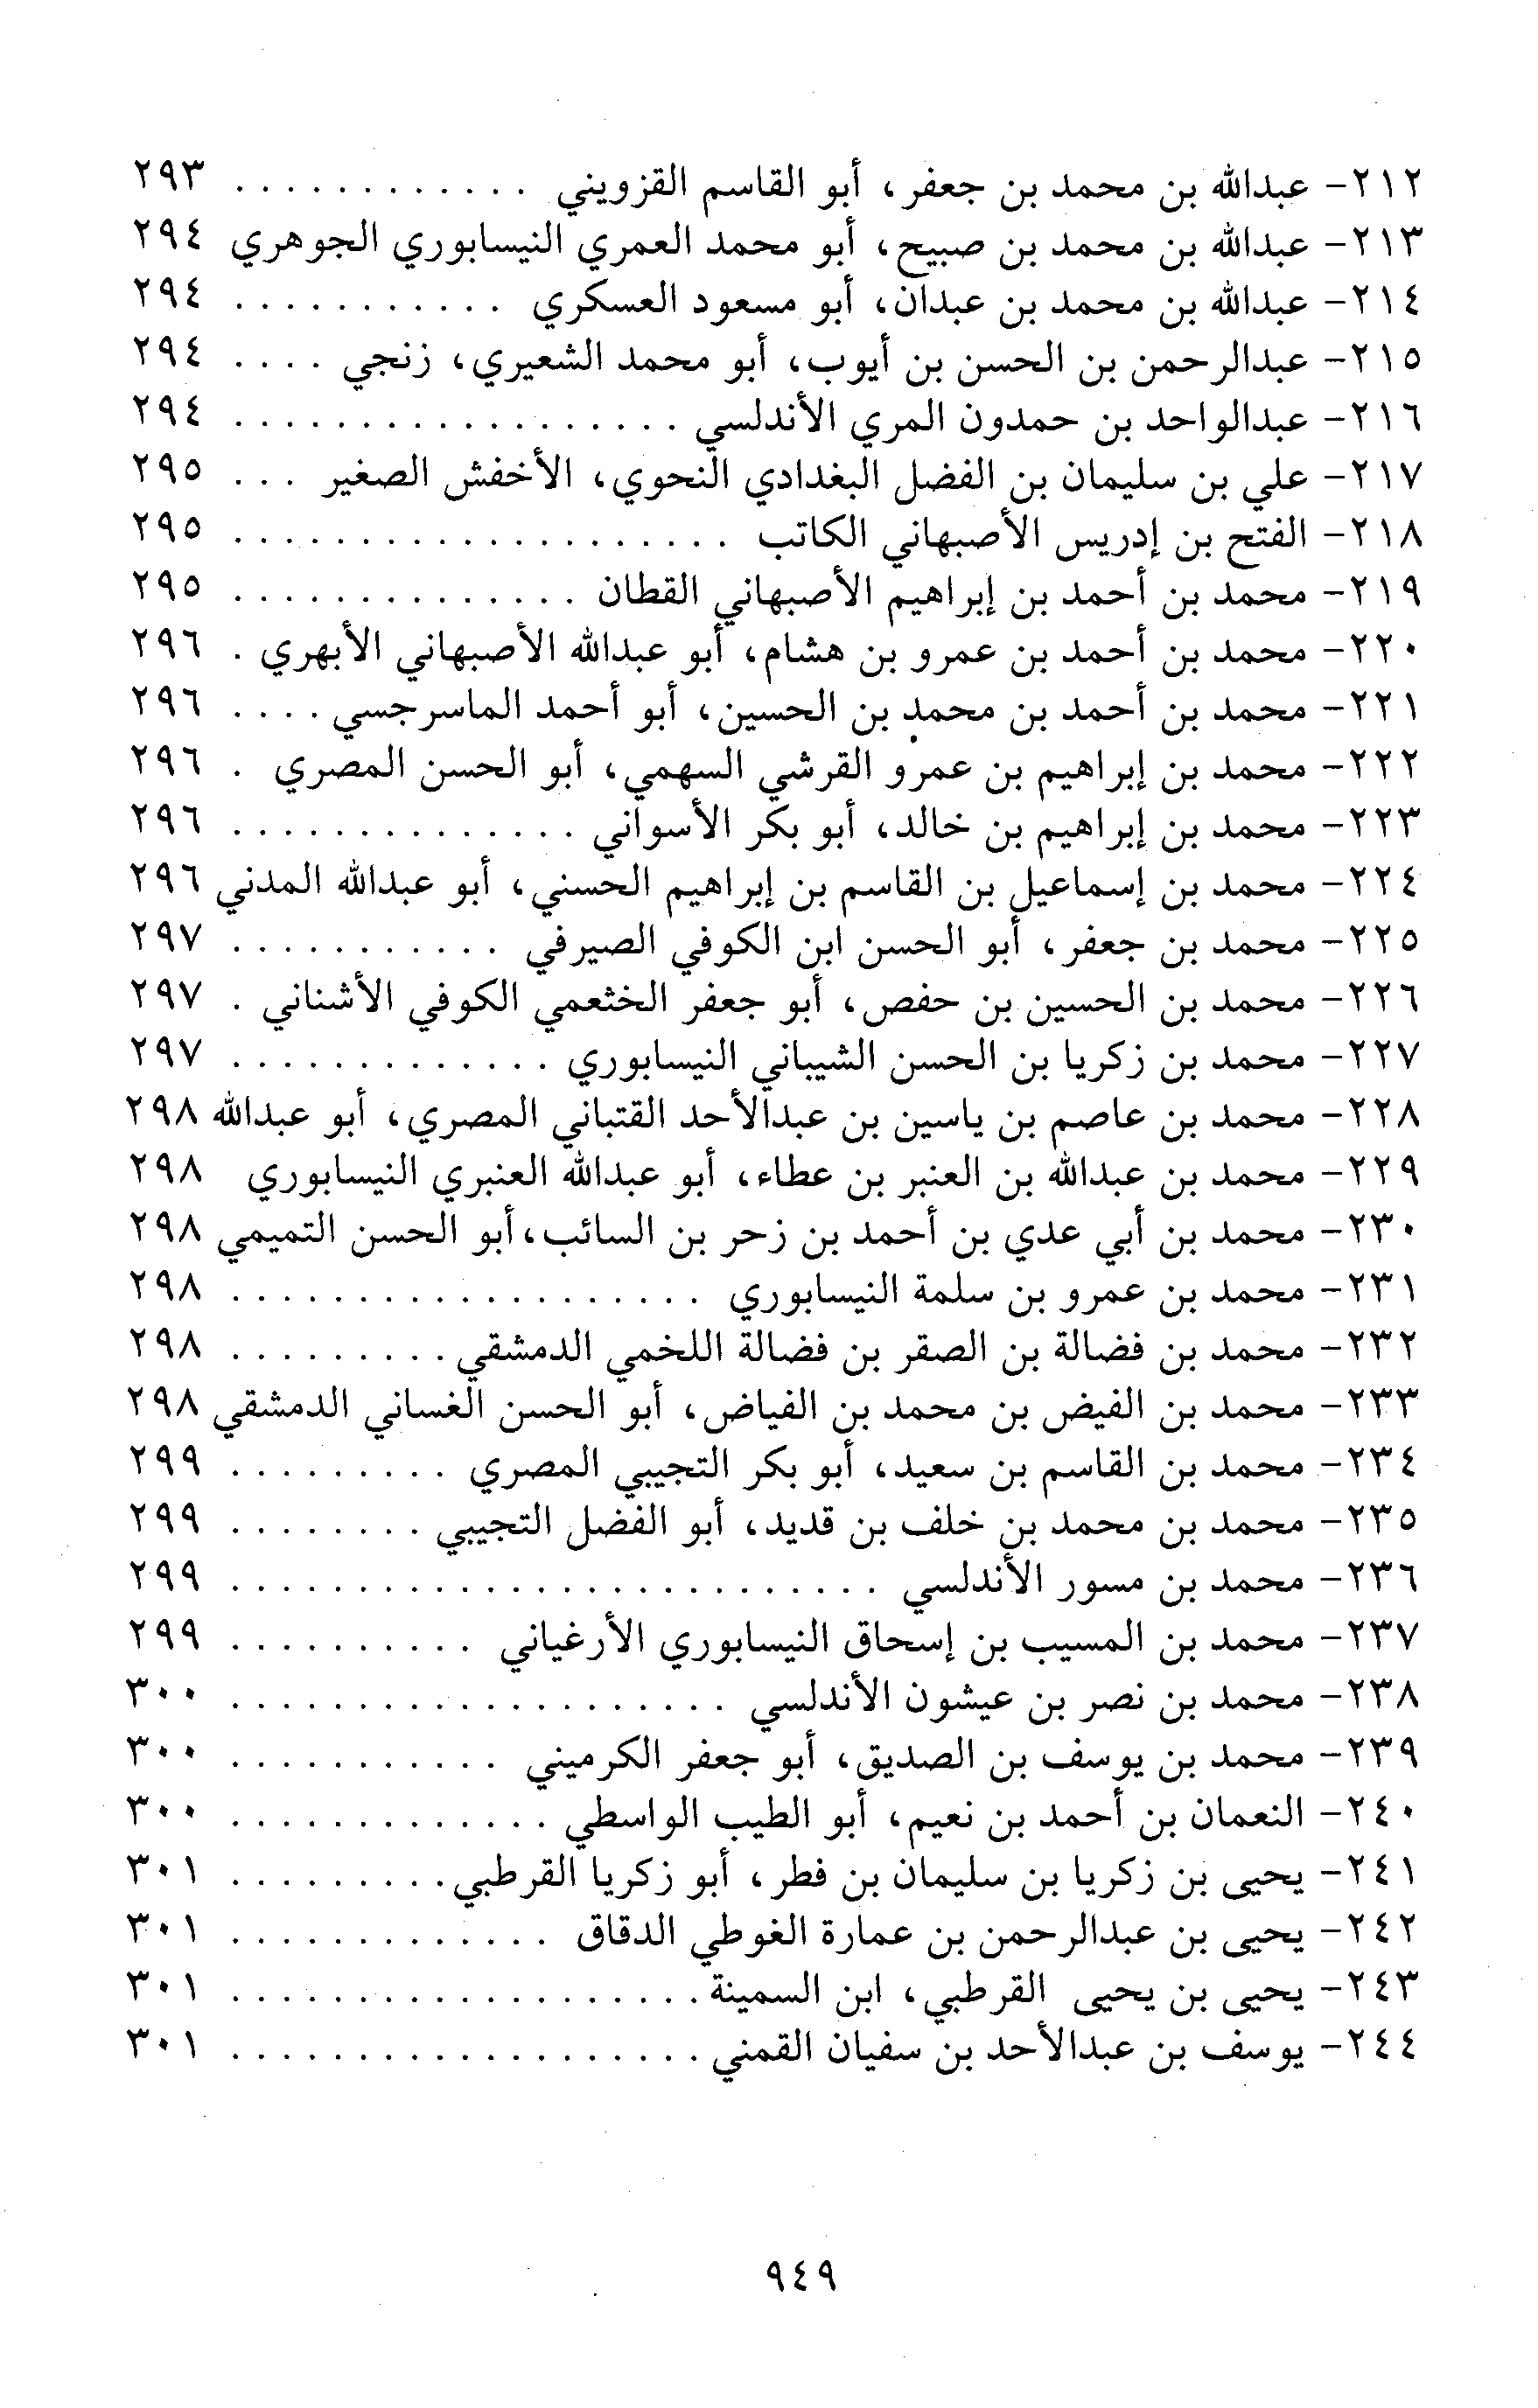 ٢١٢- عبدالله بن محمد بن جعفر، أبو القاسم القزويني . . . . . . . . . . . . ٢٩٣
٢١٣- عبدالله بن محمد بن صبيح، أبو محمد العمري النيسابوري الجوهري ٢٩٤
٢١٤- عبدالله بن محمد بن عبدان، أبو مسعود العسكري . . . . . . . . . . . ٢٩٤
٢١٥- عبدالرحمن بن الحسن بن أيوب، أبو محمد الشعيري، زنجي . . . . ٢٩٤
٢١٦- عبدالواحد بن حمدون المري الأندلسي . . . . . . . . . . . . . . . . . . ٢٩٤
٢١٧- علي بن سليمان بن الفضل البغدادي النحوي، الأخفش الصغير . . . ٢٩٥
٢١٨- الفتح بن إدريس الأصبهاني الكاتب . . . . . . . . . . . . . . . . . . . . ٢٩٥
٢١٩- محمد بن أحمد بن إبراهيم الأصبهاني القطان . . . . . . . . . . . . . . ٢٩٥
٢٢٠- محمد بن أحمد بن عمرو بن هشام، أبو عبدالله الأصبهاني الأبهري . ٢٩٦
٢٢١- محمد بن أحمد بن محمد بن الحسين، أبو أحمد الماسرجسي . . . . ٢٩٦
٢٢٢- محمد بن إبراهيم بن عمرو القرشي السهمي، أبو الحسن المصري . ٢٩٦
٢٢٣- محمد بن إبراهيم بن خالد، أبو بكر الأسواني . . . . . . . . . . . . . . ٢٩٦
٢٢٤- محمد بن إسماعيل بن القاسم بن إبراهيم الحسني، أبو عبدالله المدني ٢٩٦
٢٢٥- محمد بن جعفر، أبو الحسن ابن الكوفي الصيرفي . . . . . . . . . . . ٢٩٧
٢٢٦- محمد بن الحسين بن حفص، أبو جعفر الخثعمي الكوفي الأشناني . ٢٩٧
٢٢٧- محمد بن زكريا بن الحسن الشيباني النيسابوري . . . . . . . . . . . . . ٢٩٧
٢٢٨- محمد بن عاصم بن ياسين بن عبدالأحد القتباني المصري، أبو عبدالله ٢٩٨
٢٢٩- محمد بن عبدالله بن العنبر بن عطاء، أبو عبدالله العنبري النيسابوري ٢٩٨
٢٣٠- محمد بن أبي عدي بن أحمد بن زحر بن السائب، أبو الحسن التميمي ٢٩٨
٢٣١- محمد بن عمرو بن سلمة النيسابوري . . . . . . . . . . . . . . . . . . . ٢٩٨
٢٣٢- محمد بن فضالة بن الصقر بن فضالة اللخمي الدمشقي . . . . . . . . . ٢٩٨
٢٣٣- محمد بن الفيض بن محمد بن الفياض، أبو الحسن الغساني الدمشقي ٢٩٨
٢٣٤- محمد بن القاسم بن سعيد، أبو بكر التجيبي المصري . . . . . . . . . ٢٩٩
٢٣٥- محمد بن محمد بن خلف بن قديد، أبو الفضل التجيبي . . . . . . . . ٢٩٩
٢٣٦- محمد بن مسور الأندلسي . . . . . . . . . . . . . . . . . . . . . . . . . . ٢٩٩
٢٣٧- محمد بن المسيب بن إسحاق النيسابوري الأرغياني . . . . . . . . . . ٢٩٩
٢٣٨- محمد بن نصر بن عيشون الأندلسي . . . . . . . . . . . . . . . . . . . . ٣٠٠
٢٣٩- محمد بن يوسف بن الصديق، أبو جعفر الكرميني . . . . . . . . . . . ٣٠٠
٢٤٠- النعمان بن أحمد بن نعيم، أبو الطيب الواسطي . . . . . . . . . . . . . ٣٠٠
٢٤١- يحيى بن زكريا بن سليمان بن فطر، أبو زكريا القرطبي . . . . . . . . . ٣٠١
٢٤٢- يحيى بن عبدالرحمن بن عمارة الغوطي الدقاق . . . . . . . . . . . . . ٣٠١
٢٤٣- يحيى بن يحيى القرطبي، ابن السمينة . . . . . . . . . . . . . . . . . . . ٣٠١
٢٤٤- يوسف بن عبدالأحد بن سفيان القمني . . . . . . . . . . . . . . . . . . . ٣٠١
٩٤٩